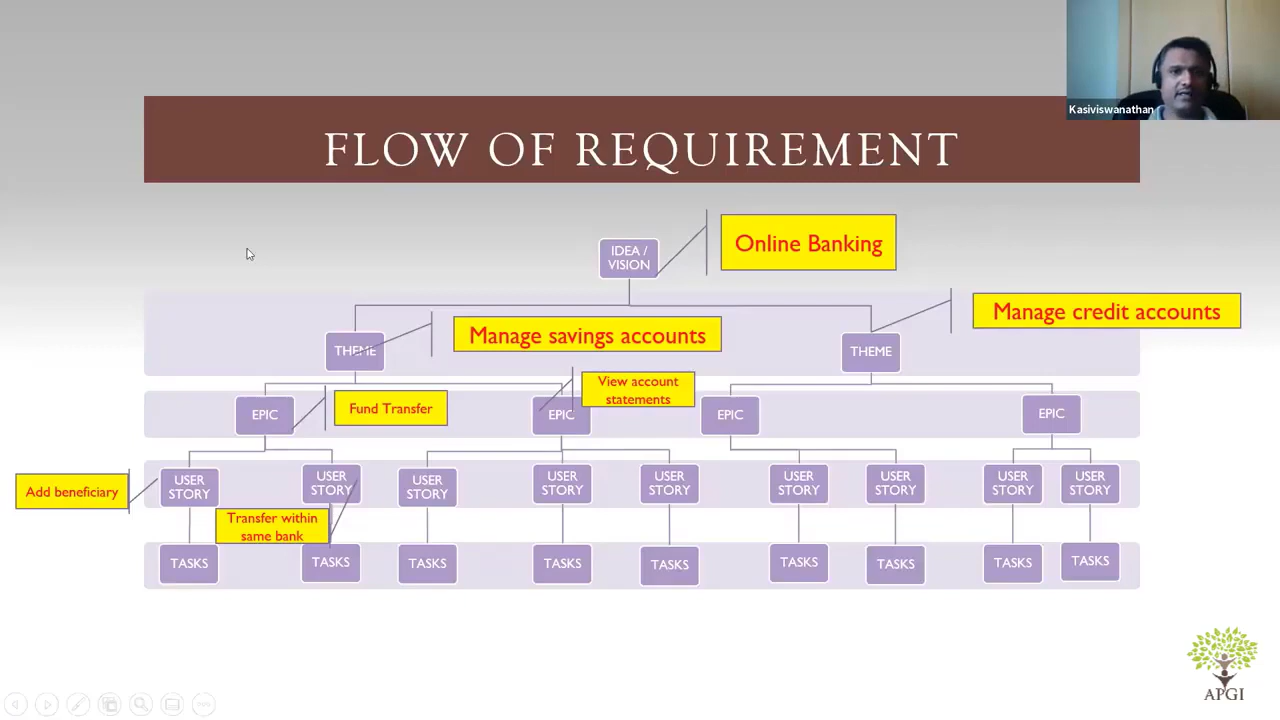 Kasiviswanathan
FLOW OF REQUIREMENT
IDEA /
VISION
Online Banking
THEME
Manage savings accounts
THEME
Manage credit accounts
EPIC
Fund Transfer
EPIC
View account
statements
EPIC
EPIC
Add beneficiary
USER
STORY
USER
STORY
Transfer within
same bank
USER
STORY
USER
STORY
USER
STORY
USER
STORY
USER
STORY
USER
STORY
USER
STORY
TASKS
TASKS
TASKS
TASKS
TASKS
TASKS
TASKS
TASKS
TASKS
APGI